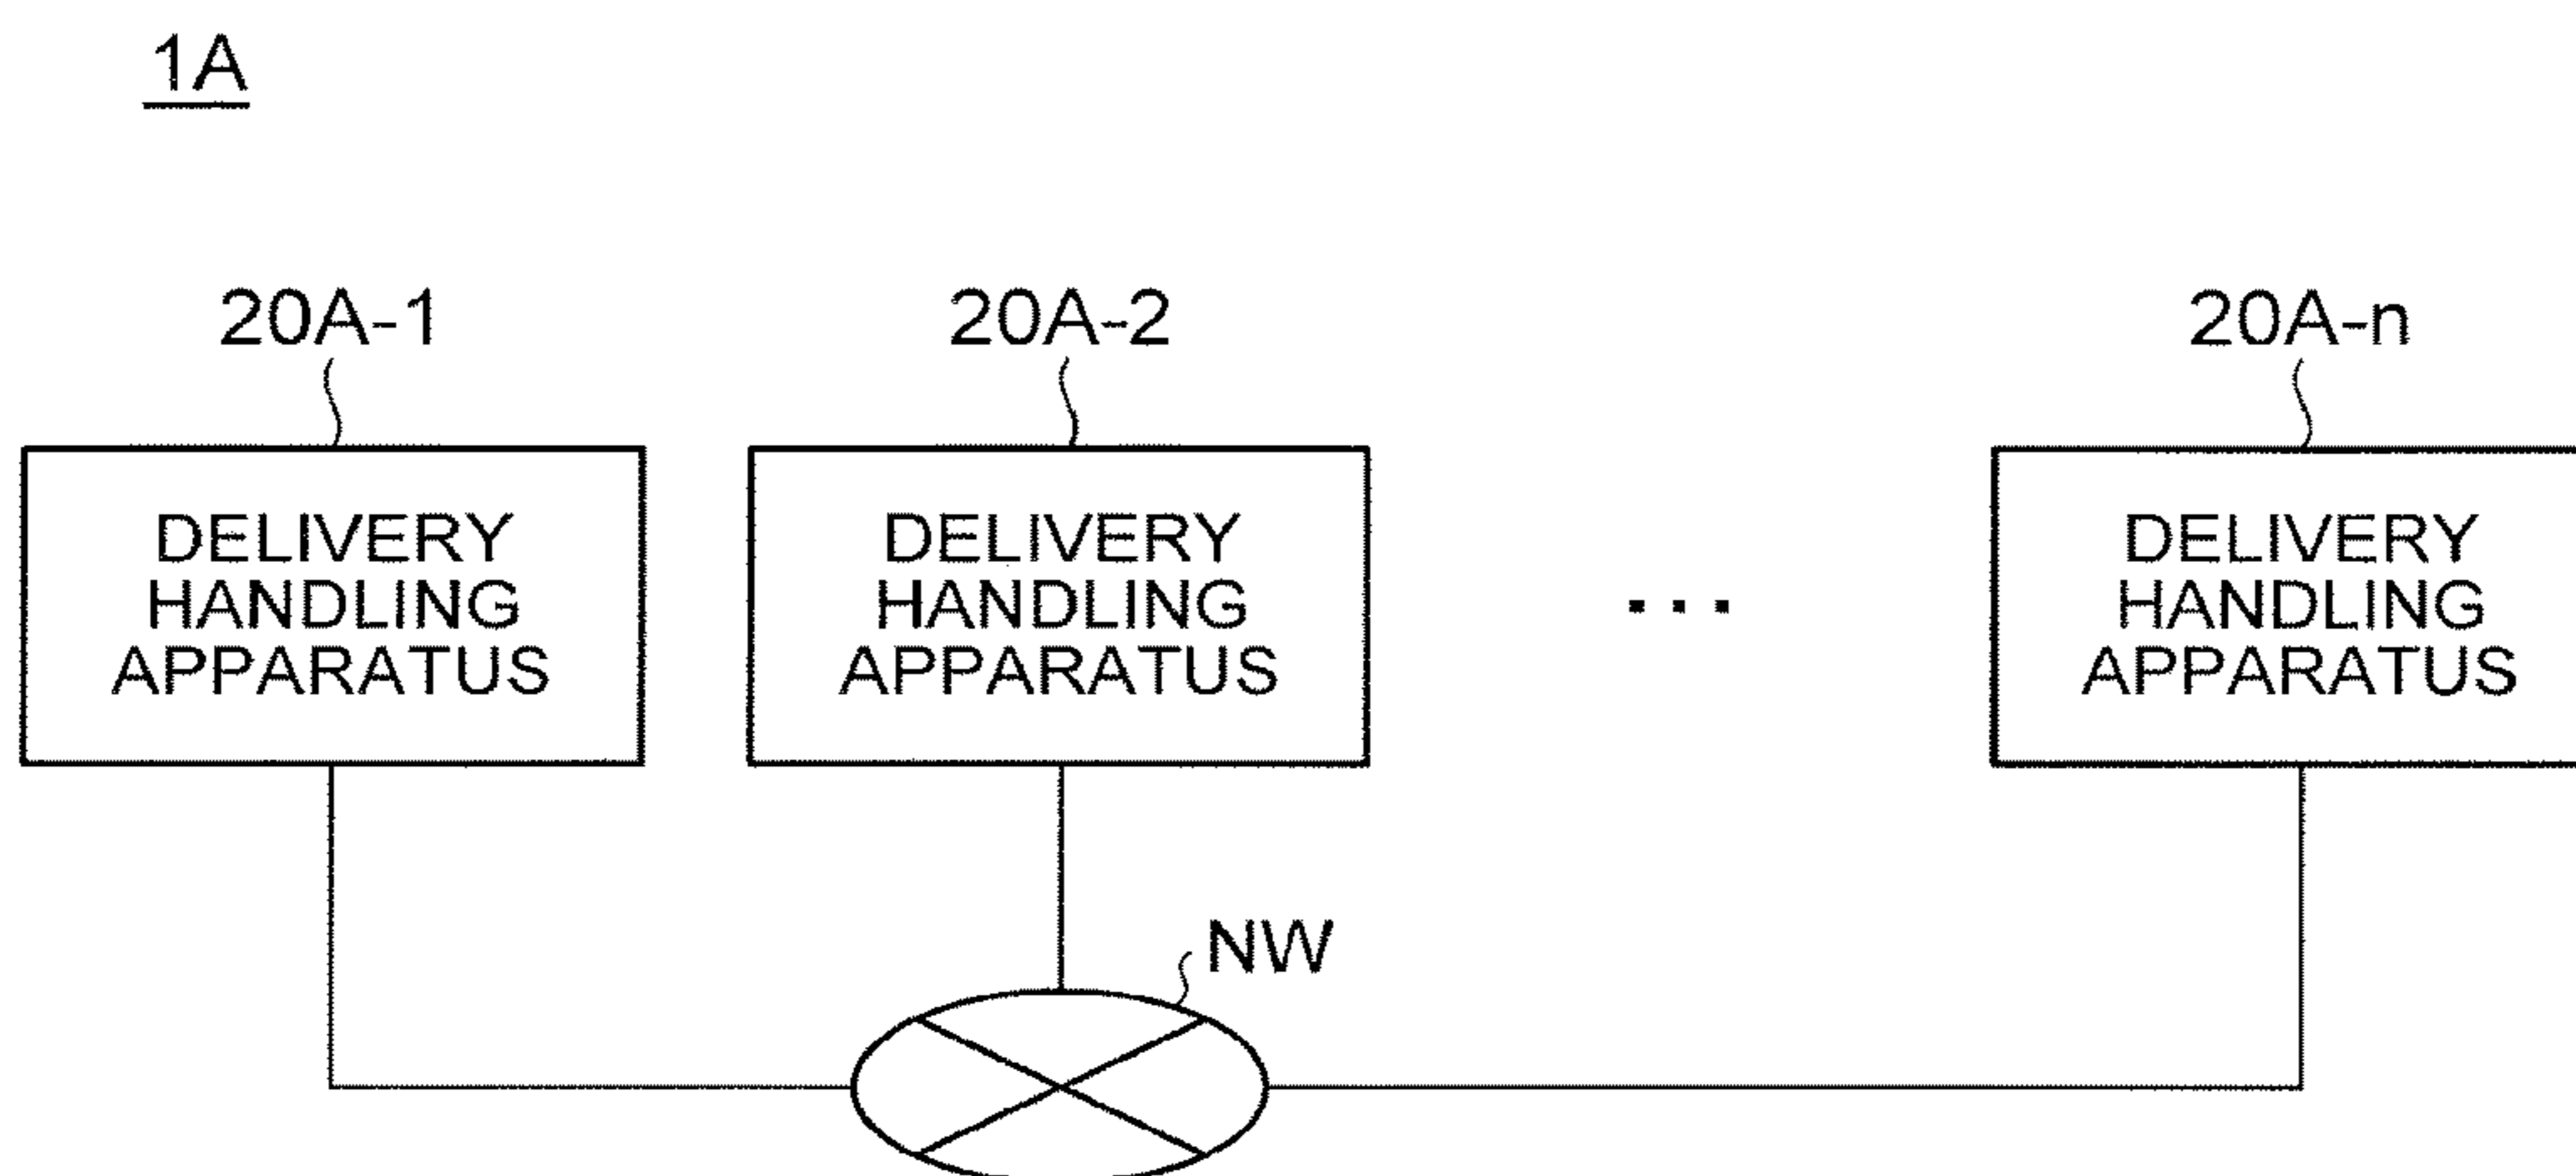 1A
20A-1
20A-2
20A-n
DELIVERY
HANDLING
APPARATUS
DELIVERY
HANDLING
APPARATUS
...
DELIVERY
HANDLING
APPARATUS
NW